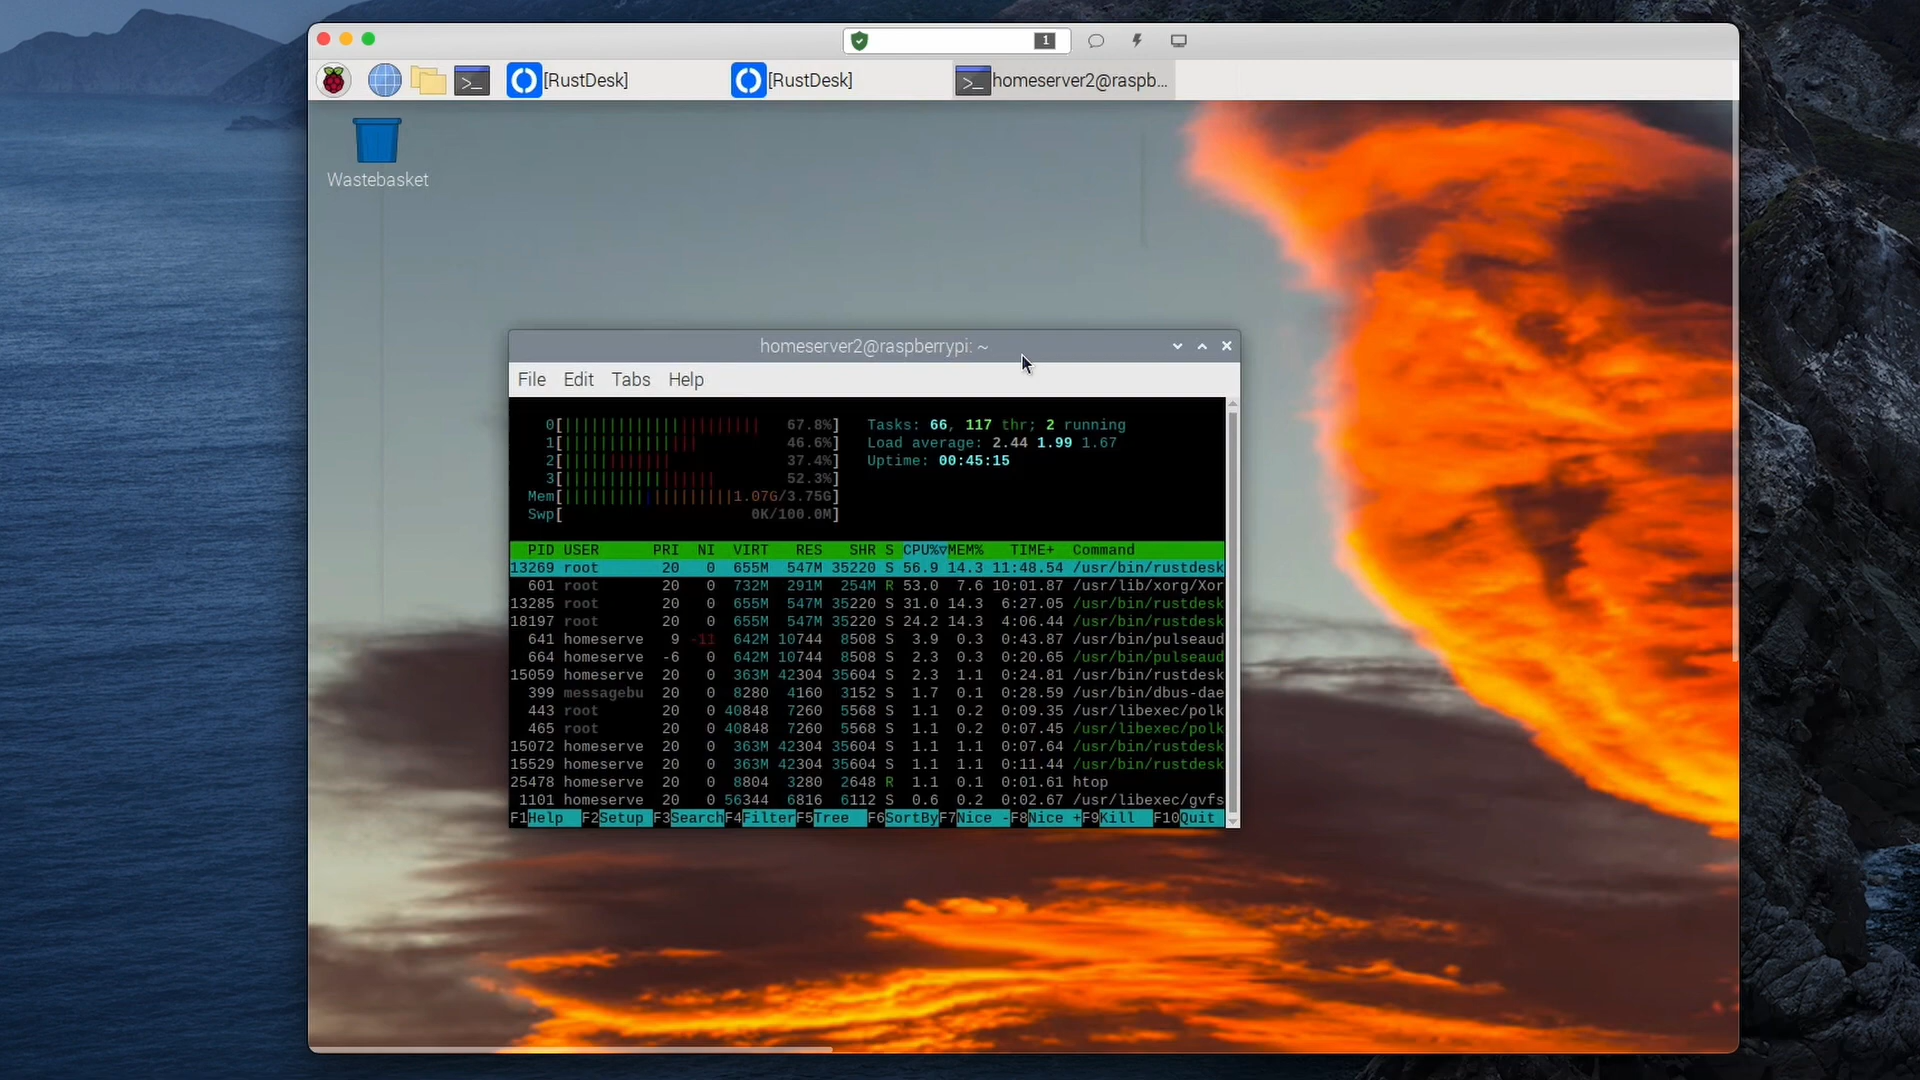 1
[RustDesk]
[RustDesk]
homeserver2@raspb...
Wastebasket
homeserver2@raspberrypi: ~
File Edit Tabs Help
0[||||||||||||||||||||||67.8%] Tasks: 66, 117 thr; 2 running
1[|||||||||||||||46.6%] Load average: 2.44 1.99 1.67
2[||||||||||||37.4%] Uptime: 00:45:15
3[|||||||||||||||||52.3%]
Mem[|||||||||||||||||||1.07G/3.75G]
Swp[0K/100.0M]
PID USER PRI NI VIRT RES SHR S CPU%▽MEM% TIME+ Command
13269 root 20 0 655M 547M 35220 S 56.9 14.3 11:48.54 /usr/bin/rustdesk
601 root 20 0 732M 291M 254M R 53.0 7.6 10:01.87 /usr/lib/xorg/Xor
13285 root 20 0 655M 547M 35220 S 31.0 14.3 6:27.05 /usr/bin/rustdesk
18197 root 20 0 655M 547M 35220 S 24.2 14.3 4:06.44 /usr/bin/rustdesk
641 homeserve 9 -11 642M 10744 8508 S 3.9 0.3 0:43.87 /usr/bin/pulseaud
664 homeserve -6 0 642M 10744 8508 S 2.3 0.3 0:20.65 /usr/bin/pulseaud
15059 homeserve 20 0 363M 42304 35604 S 2.3 1.1 0:24.81 /usr/bin/rustdesk
399 messagebu 20 0 8280 4160 3152 S 1.7 0.1 0:28.59 /usr/bin/dbus-dae
443 root 20 0 40848 7260 5568 S 1.1 0.2 0:09.35 /usr/libexec/polk
465 root 20 0 40848 7260 5568 S 1.1 0.2 0:07.45 /usr/libexec/polk
15072 homeserve 20 0 363M 42304 35604 S 1.1 1.1 0:07.64 /usr/bin/rustdesk
15529 homeserve 20 0 363M 42304 35604 S 1.1 1.1 0:11.44 /usr/bin/rustdesk
25478 homeserve 20 0 8804 3280 2648 R 1.1 0.1 0:01.61 htop
1101 homeserve 20 0 56344 6816 6112 S 0.6 0.2 0:02.67 /usr/libexec/gvfs
F1Help F2Setup F3SearchF4FilterF5Tree F6SortByF7Nice -F8Nice +F9Kill F10Quit